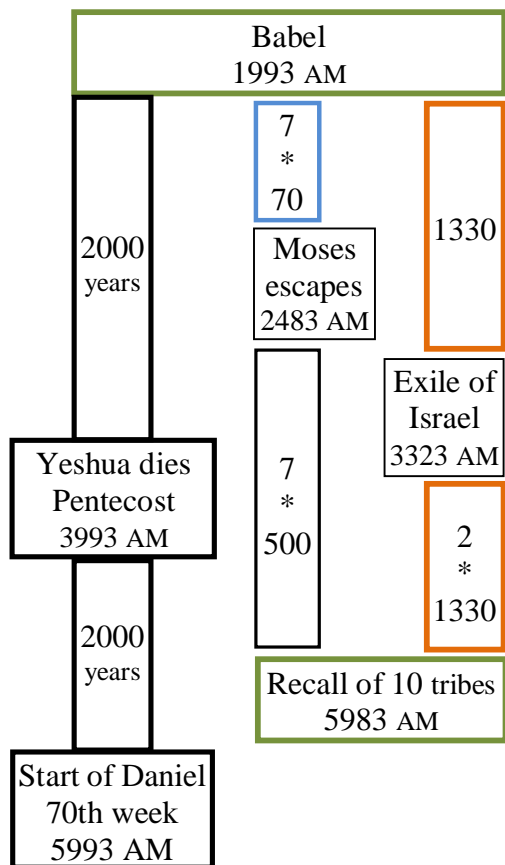 Babel
1993 AM
2000
years
Yeshua dies
Pentecost
3993 AM
2000
years
Start of Daniel
70th week
5993 AM
7
*
70
Moses
escapes
2483 AM
7
*
500
1330
Exile of
Israel
3323 AM
2
*
1330
Recall of 10 tribes
5983 AM